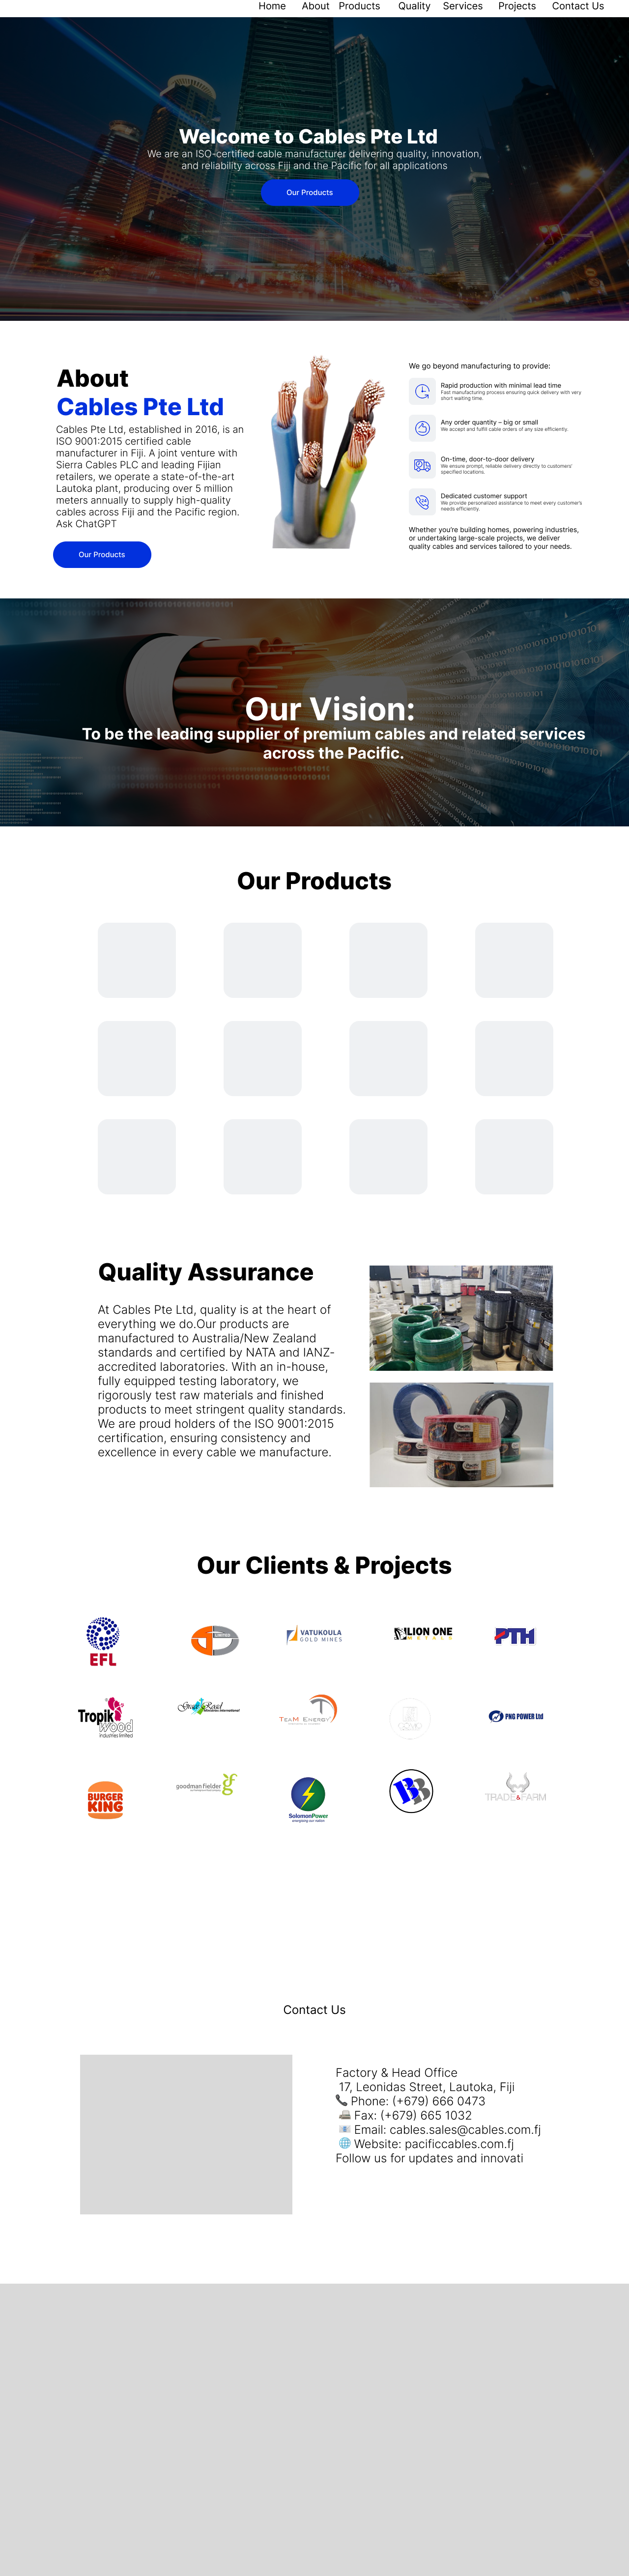 Home About Products Quality Services Projects Contact Us
Welcome to Cables Pte Ltd
We are an ISO-certified cable manufacturer delivering quality, innovation,
and reliability across Fiji and the Pacific for all applications
Our Products
About
Cables Pte Ltd
Cables Pte Ltd, established in 2016, is an
ISO 9001:2015 certified cable
manufacturer in Fiji. A joint venture with
Sierra Cables PLC and leading Fijian
retailers, we operate a state-of-the-art
Lautoka plant, producing over 5 million
meters annually to supply high-quality
cables across Fiji and the Pacific region.
Ask ChatGPT
Our Products
We go beyond manufacturing to provide:
Rapid production with minimal lead time
Fast manufacturing process ensuring quick delivery with very
short waiting time.
Any order quantity – big or small
We accept and fulfill cable orders of any size efficiently.
On-time, door-to-door delivery
We ensure prompt, reliable delivery directly to customers'
specified locations.
24
Dedicated customer support
We provide personalized assistance to meet every customer's
needs efficiently.
Whether you're building homes, powering industries,
or undertaking large-scale projects, we deliver
quality cables and services tailored to your needs.
Our Vision:
To be the leading supplier of premium cables and related services
across the Pacific.
Our Products
Quality Assurance
At Cables Pte Ltd, quality is at the heart of
everything we do.Our products are
manufactured to Australia/New Zealand
standards and certified by NATA and IANZ-
accredited laboratories. With an in-house,
fully equipped testing laboratory, we
rigorously test raw materials and finished
products to meet stringent quality standards.
We are proud holders of the ISO 9001:2015
certification, ensuring consistency and
excellence in every cable we manufacture.
Our Clients & Projects
EFL
LIMITED
VATUKOULA
GOLD MINES
LION ONE
METALS
PTH
Tropik
wood
industries limited
Grace Road
Ministries International
TeaM Energy
PNG POWER Ltd
BURGER
KING
goodman fielder
gf
SolomonPower
energising our nation
BB
TRADE&FARM
Contact Us
Factory & Head Office
17, Leonidas Street, Lautoka, Fiji
Phone: (+679) 666 0473
Fax: (+679) 665 1032
Email: cables.sales@cables.com.fj
Website: pacificcables.com.fj
Follow us for updates and innovati